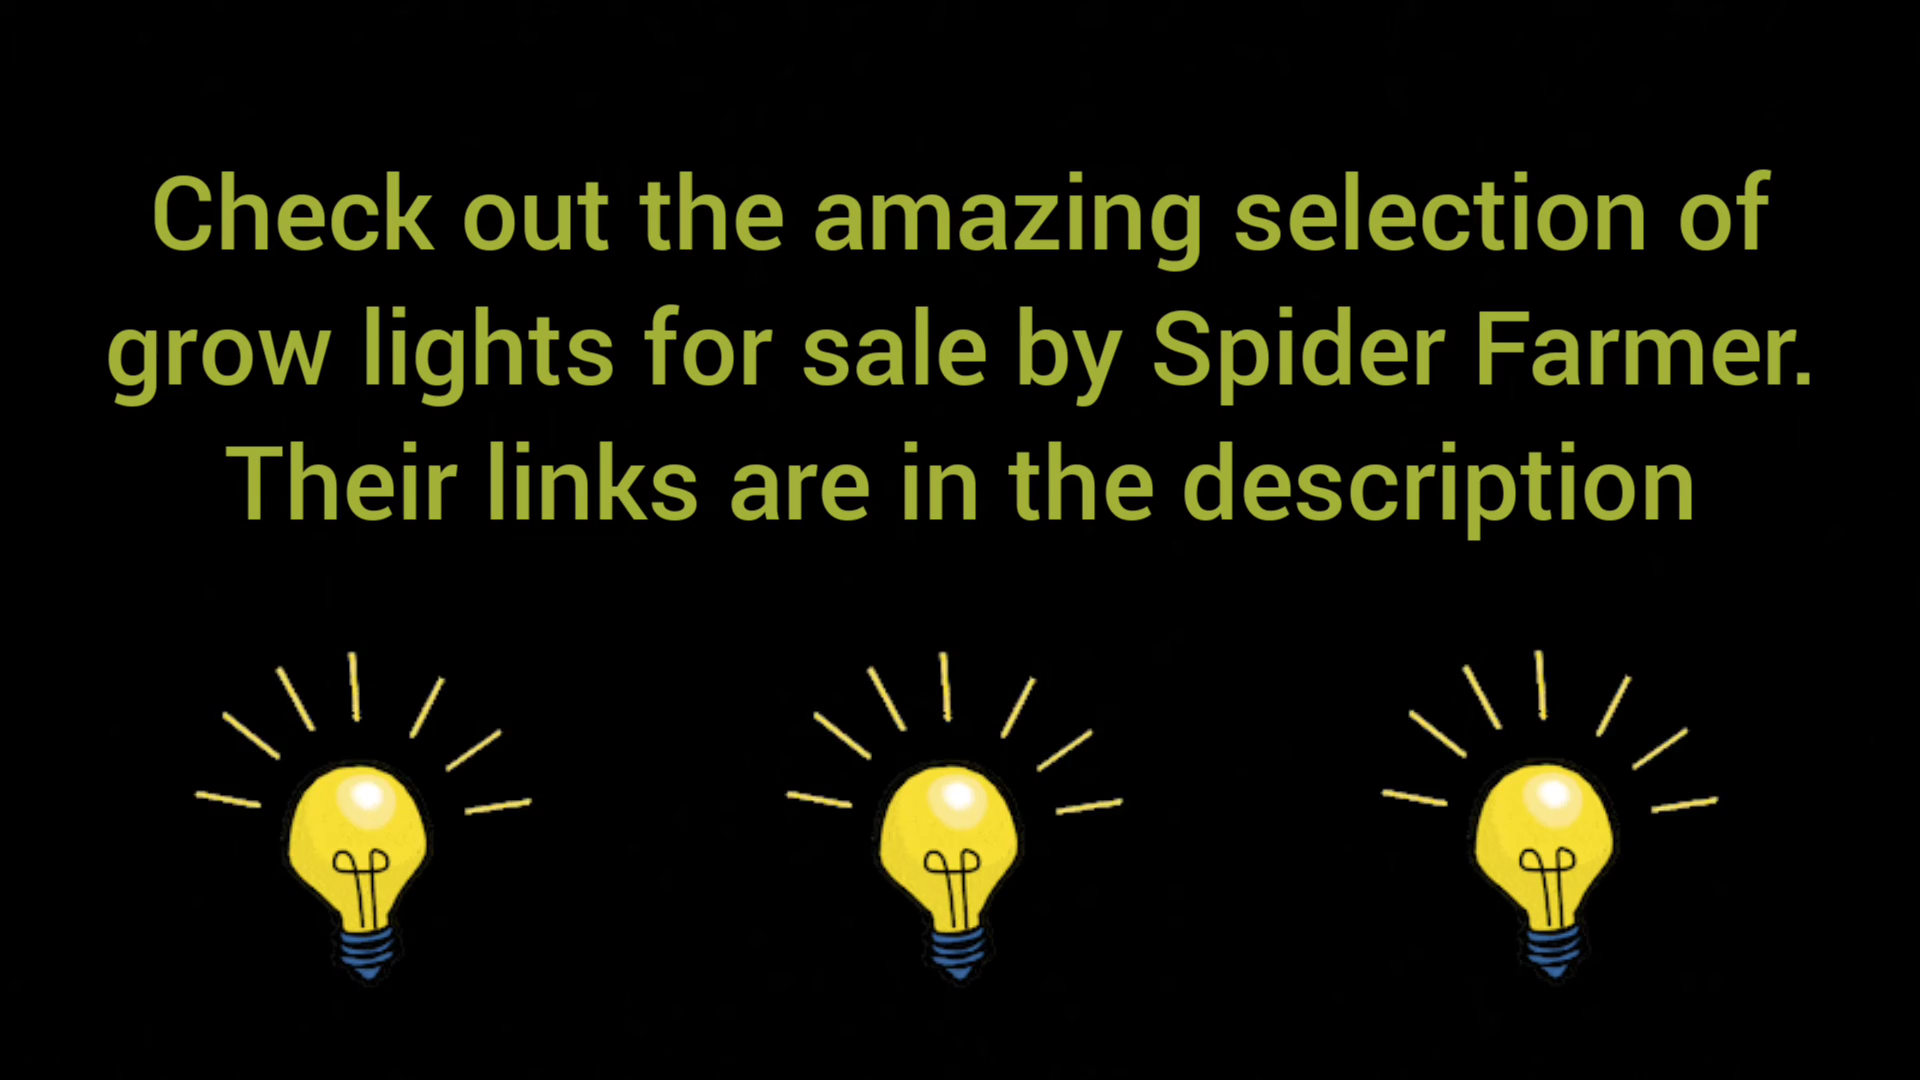 Check out the amazing selection of
grow lights for sale by Spider Farmer.
Their links are in the description